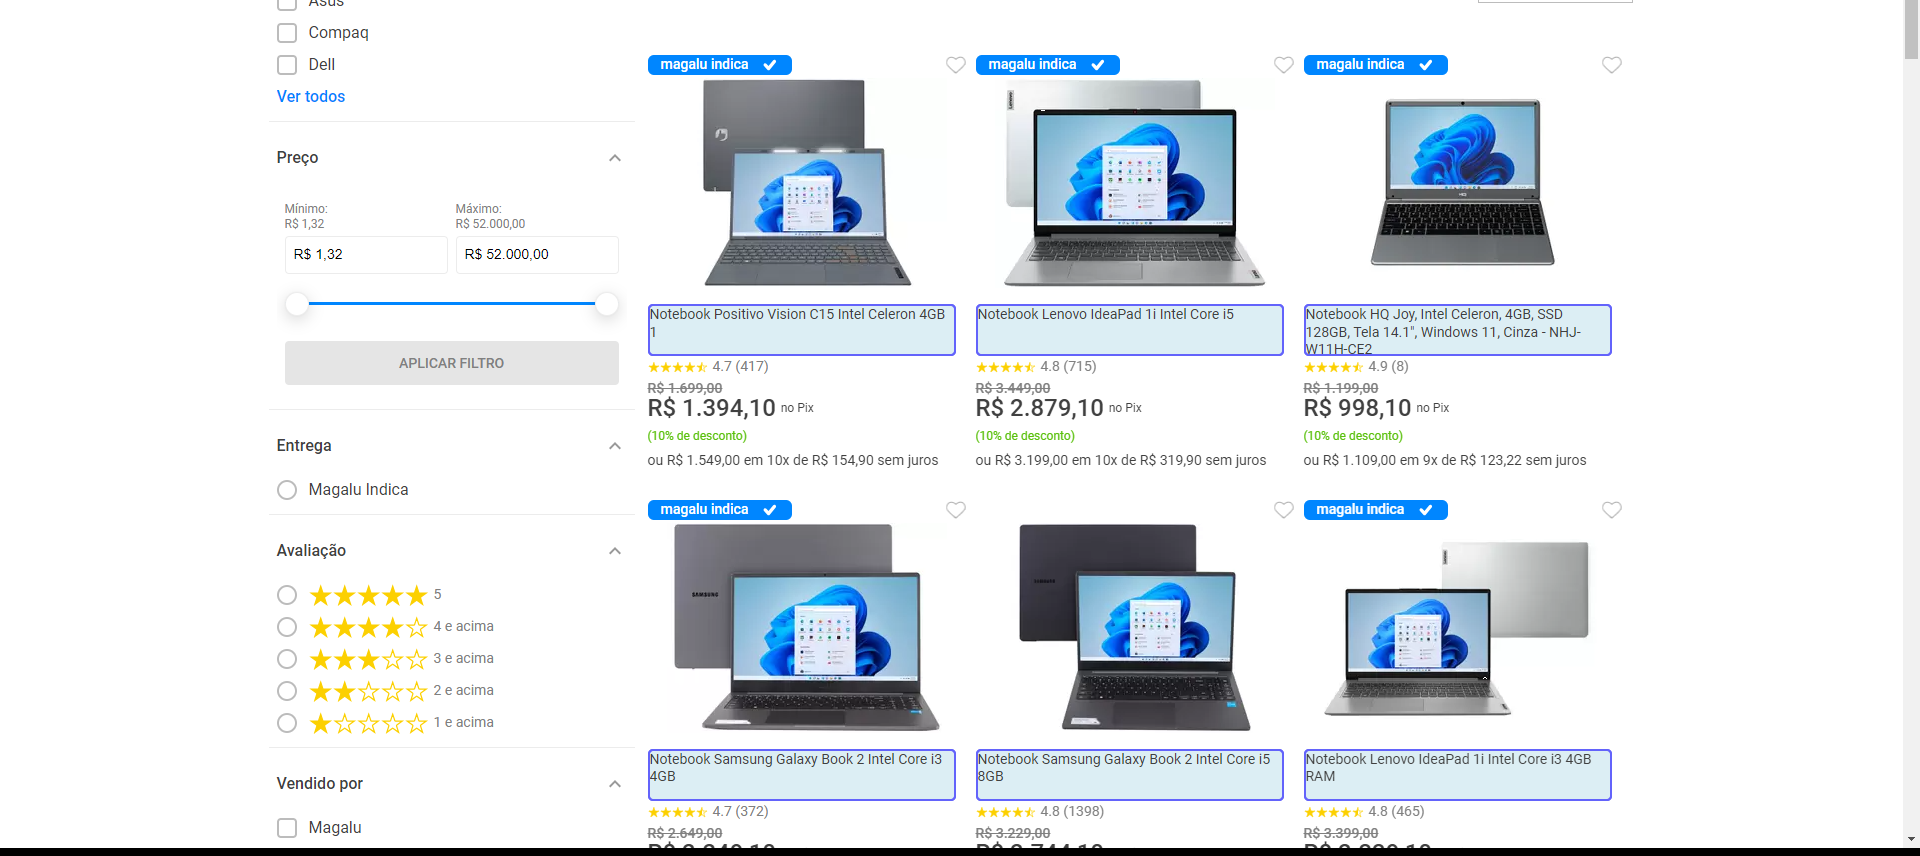 Asus
Compaq
Dell
Ver todos
Preço
Mínimo:
R$ 1,32
Máximo:
R$ 52.000,00
R$ 1,32
R$ 52.000,00
APLICAR FILTRO
Entrega
Magalu Indica
Avaliação
5
4 e acima
3 e acima
2 e acima
1 e acima
Vendido por
Magalu
magalu indica
Notebook Positivo Vision C15 Intel Celeron 4GB
1
4.7 (417)
R$ 1.699,00
R$ 1.394,10 no Pix
(10% de desconto)
ou R$ 1.549,00 em 10x de R$ 154,90 sem juros
magalu indica
Lenovo
Notebook Lenovo IdeaPad 1i Intel Core i5
4.8 (715)
R$ 3.449,00
R$ 2.879,10 no Pix
(10% de desconto)
ou R$ 3.199,00 em 10x de R$ 319,90 sem juros
magalu indica
HQ
Notebook HQ Joy, Intel Celeron, 4GB, SSD
128GB, Tela 14.1", Windows 11, Cinza - NHJ-
W11H-CE2
4.9 (8)
R$ 1.199,00
R$ 998,10 no Pix
(10% de desconto)
ou R$ 1.109,00 em 9x de R$ 123,22 sem juros
magalu indica
SAMSUNG
Notebook Samsung Galaxy Book 2 Intel Core i3
4GB
4.7 (372)
R$ 2.649,00
SAMSUNG
Notebook Samsung Galaxy Book 2 Intel Core i5
8GB
4.8 (1398)
R$ 3.229,00
magalu indica
Lenovo
Notebook Lenovo IdeaPad 1i Intel Core i3 4GB
RAM
4.8 (465)
R$ 3.399,00